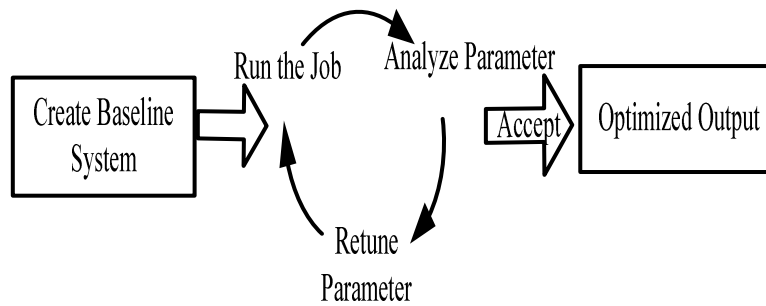 Create Baseline
System
Run the Job
Analyze Parameter
Retune
Parameter
Accept
Optimized Output